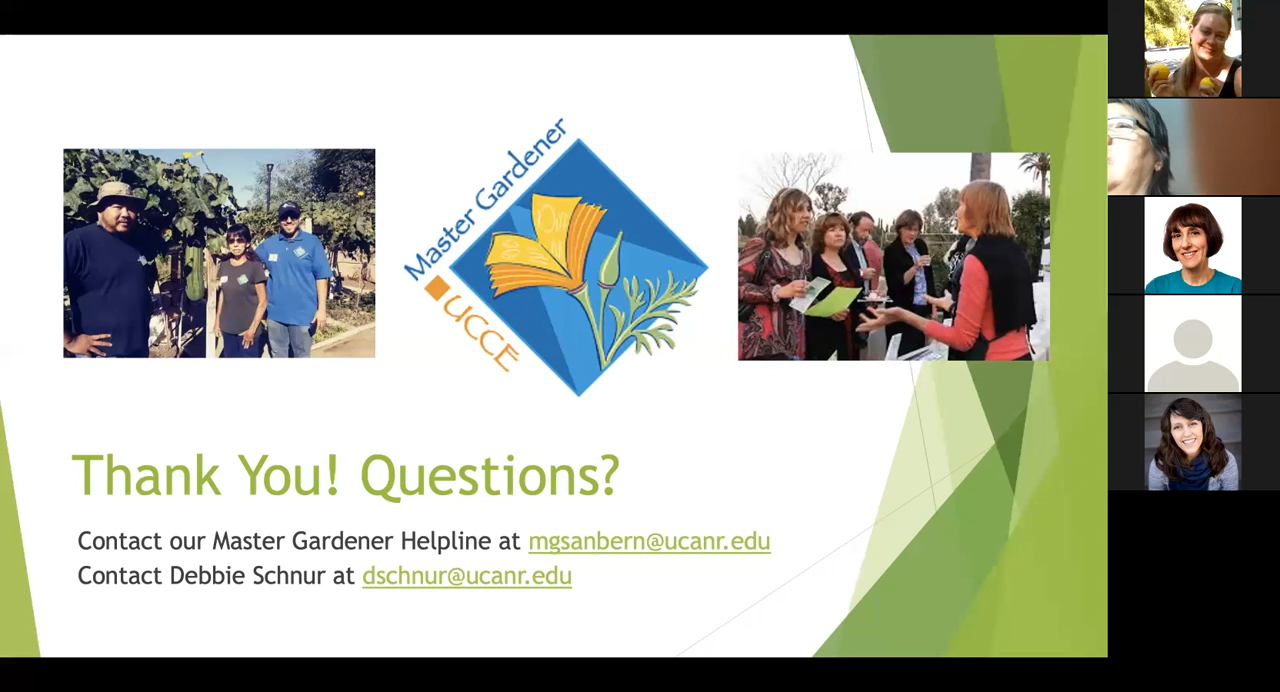 Master Gardener
UCCE
Thank You! Questions?
Contact our Master Gardener Helpline at mgsanbern@ucanr.edu
Contact Debbie Schnur at dschnur@ucanr.edu